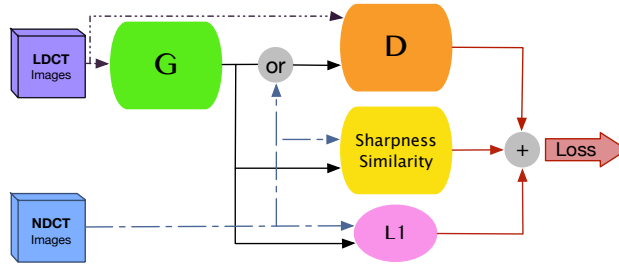 LDCT
Images
G
or
D
Sharpness
Similarity
+
Loss
NDCT
Images
L1